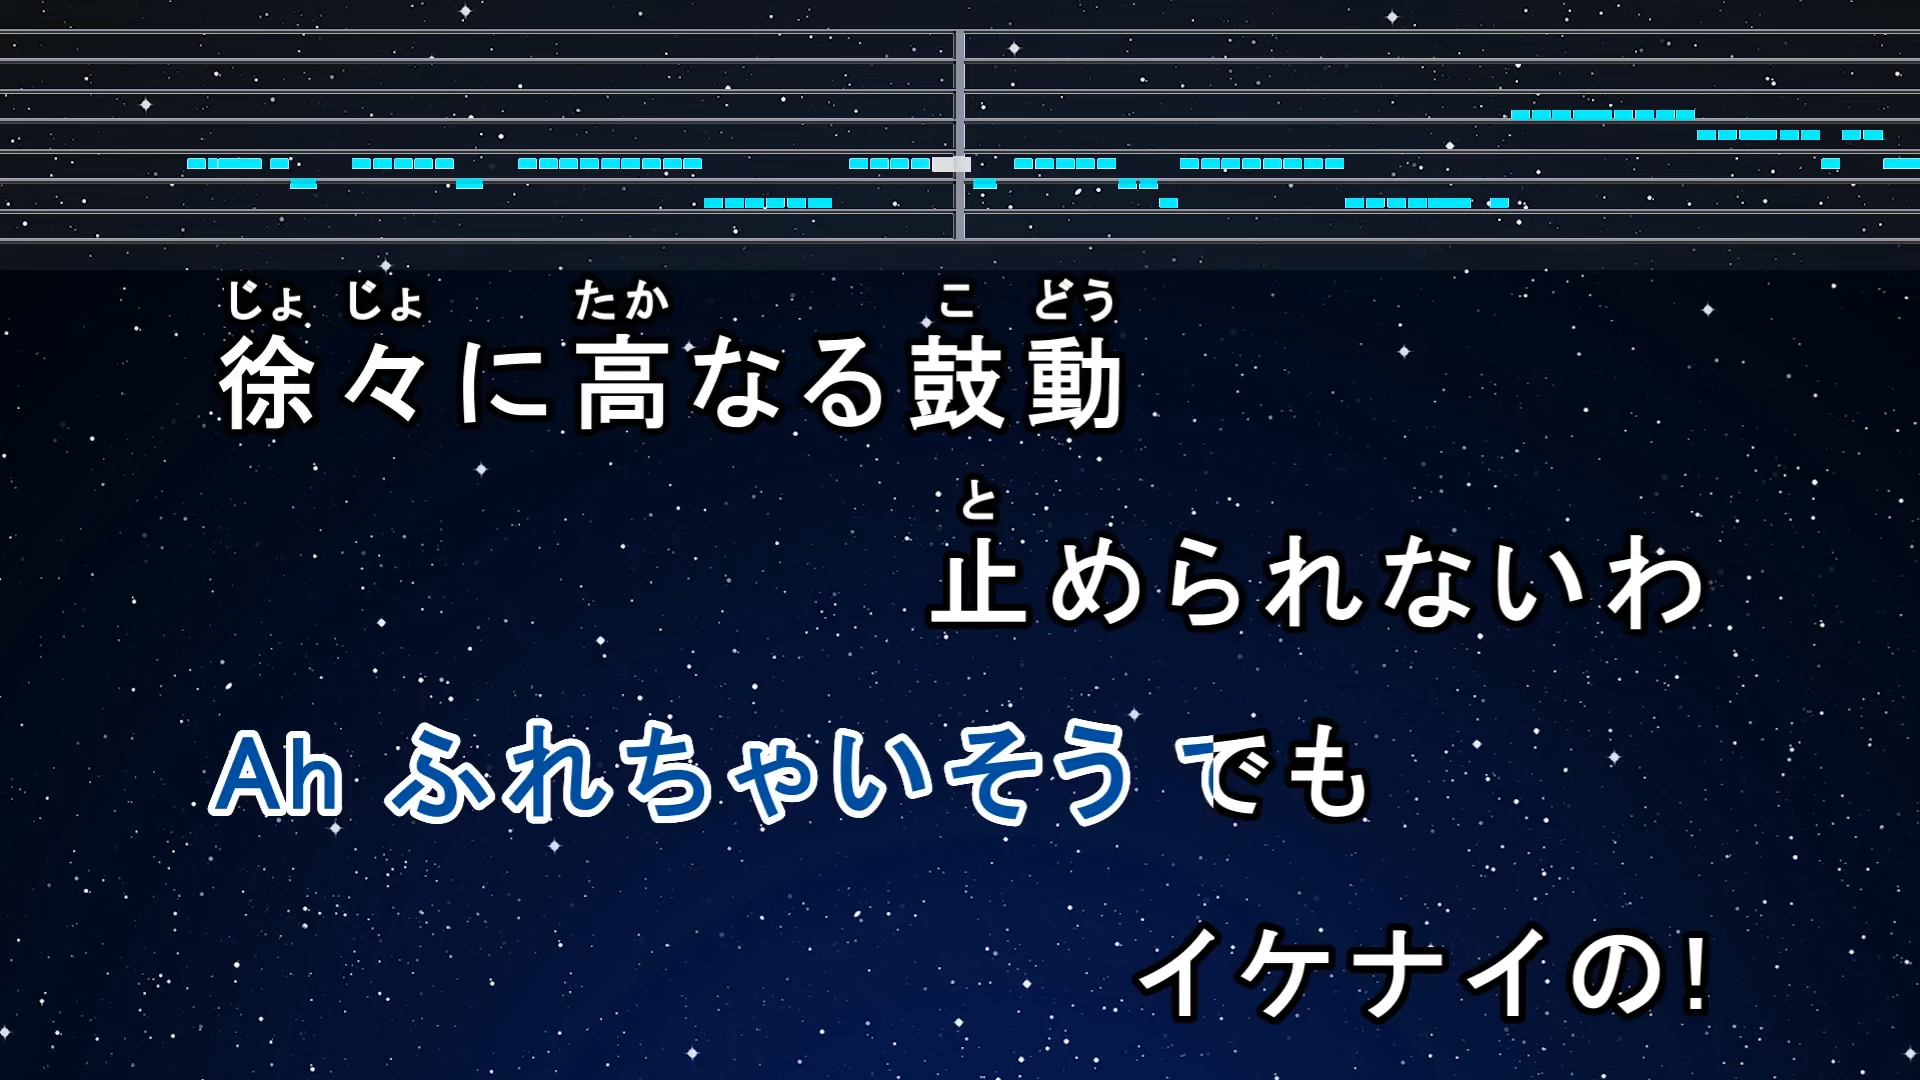 じょ じょ たか こ どう
徐々に高なる鼓動
と
止められないわ
Ah ふれちゃいそう でも
イケナイの!